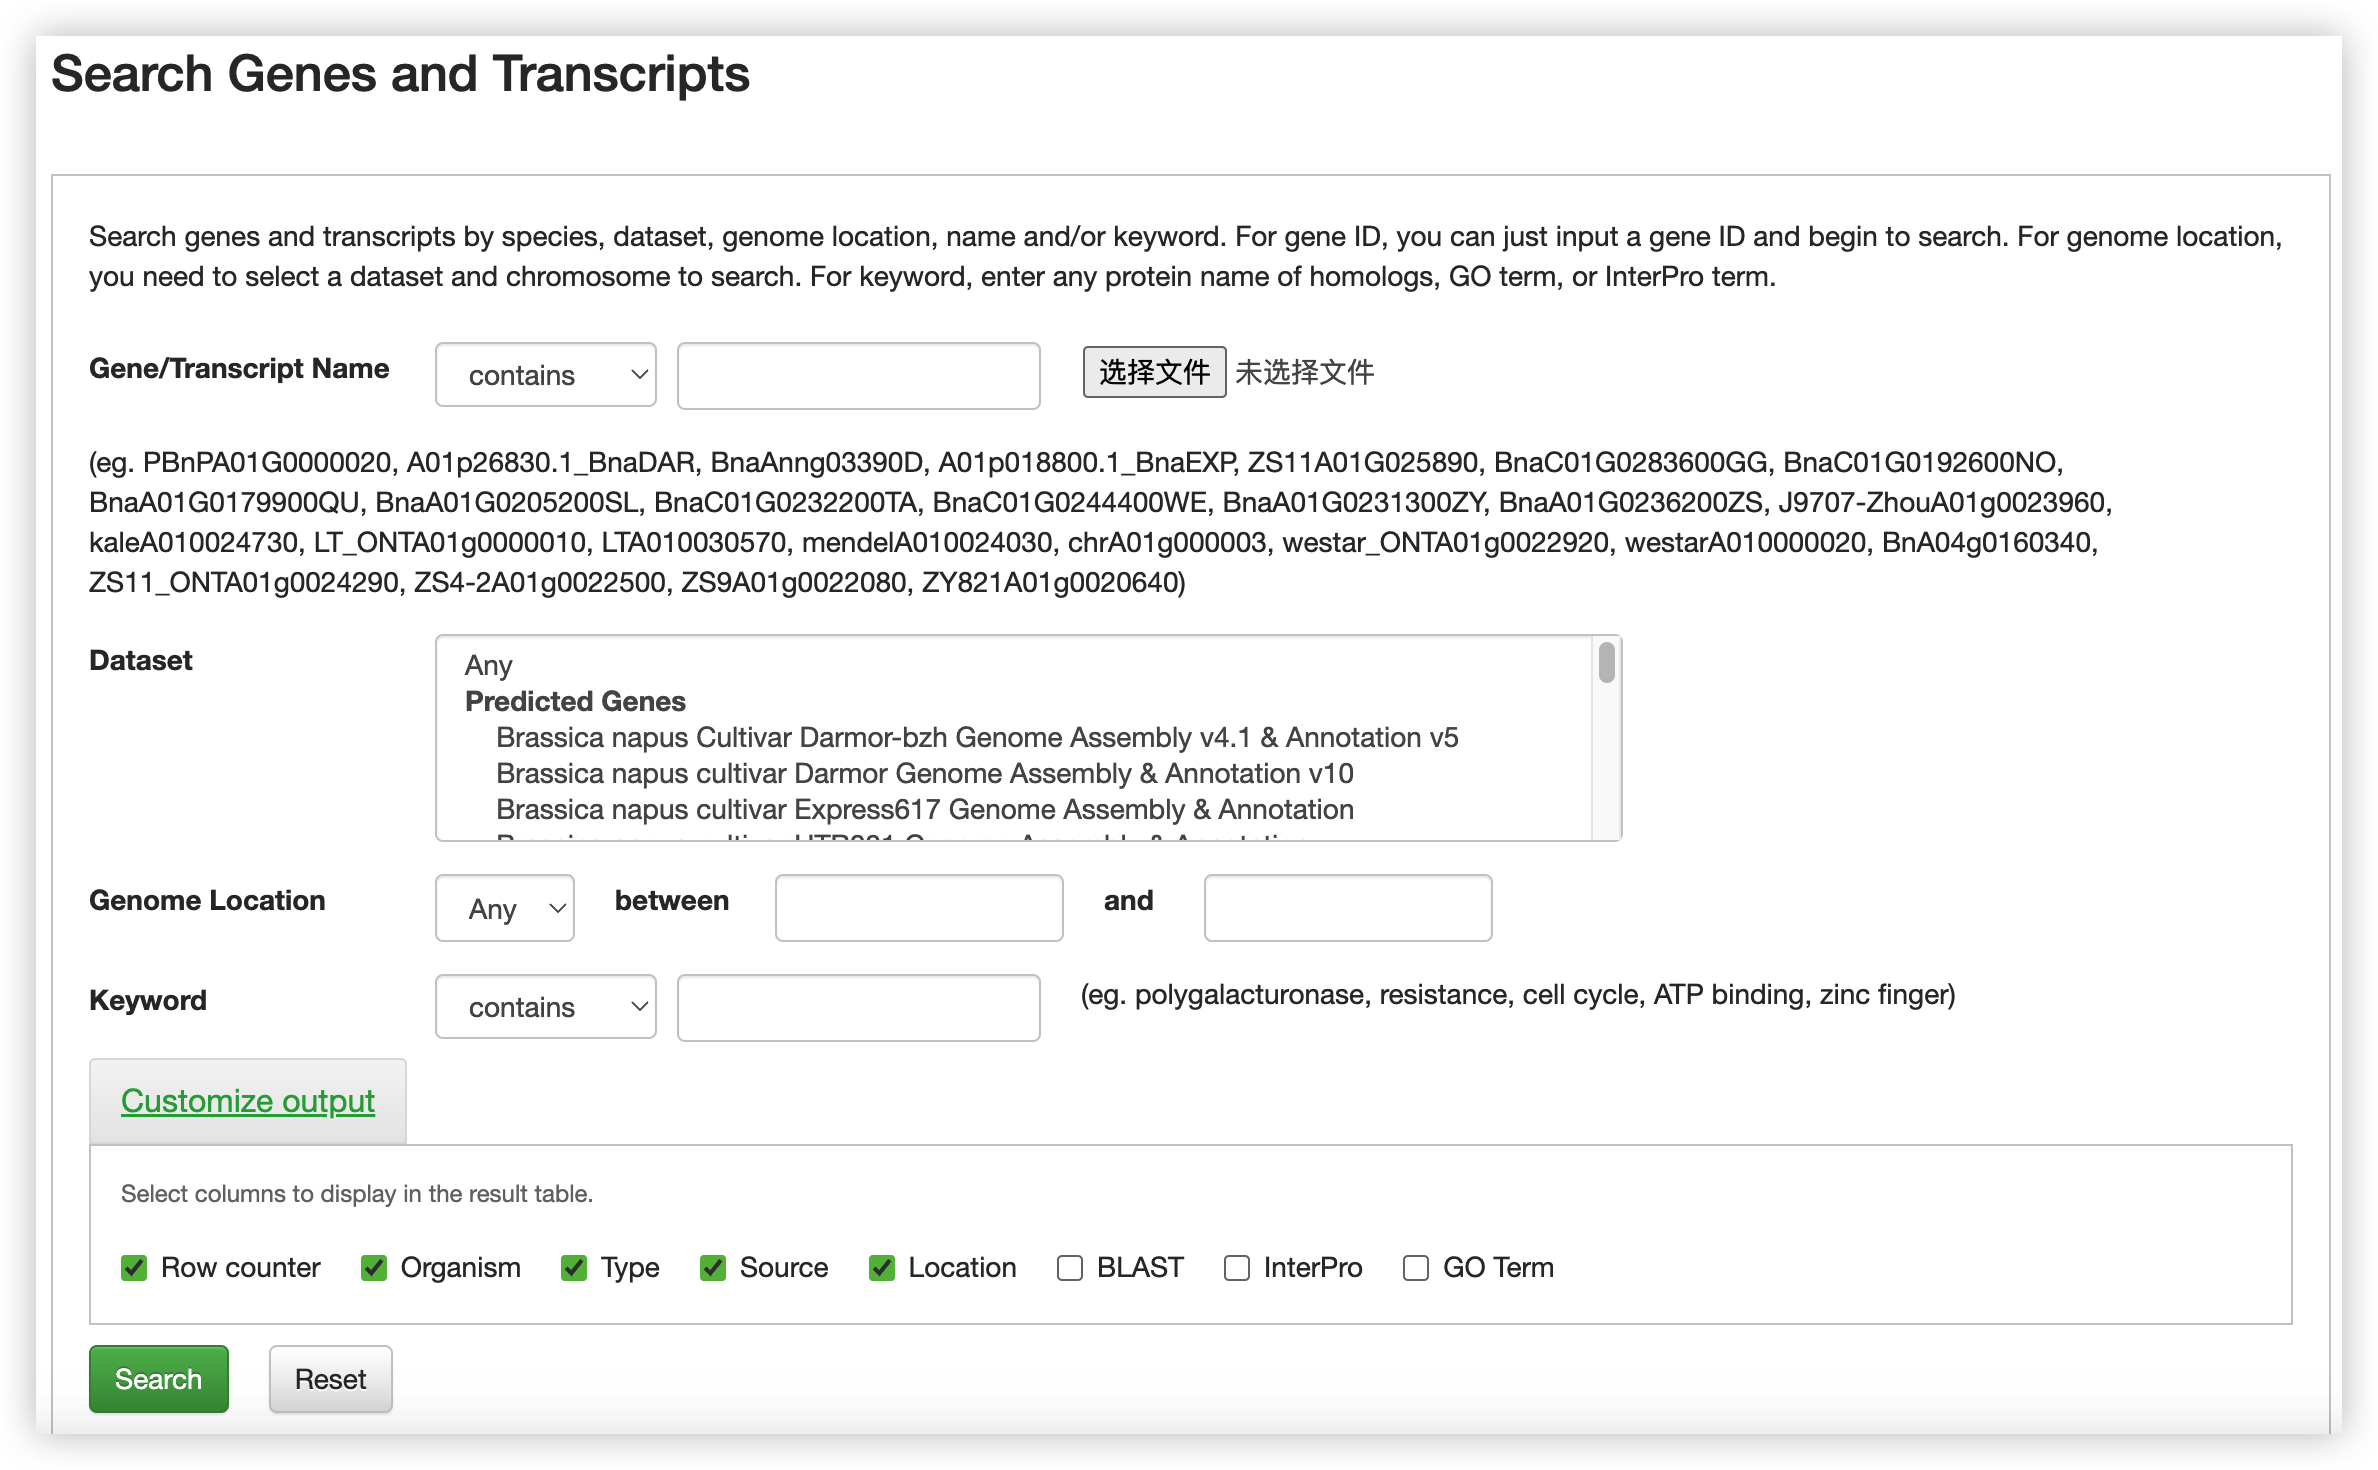 Search Genes and Transcripts
Search genes and transcripts by species, dataset, genome location, name and/or keyword. For gene ID, you can just input a gene ID and begin to search. For genome location,
you need to select a dataset and chromosome to search. For keyword, enter any protein name of homologs, GO term, or InterPro term.
Gene/Transcript Name contains 选择文件 未选择文件
(eg. PBnPA01G0000020, A01p26830.1_BnaDAR, BnaAnng03390D, A01p018800.1_BnaEXP, ZS11A01G025890, BnaC01G0283600GG, BnaC01G0192600NO,
BnaA01G0179900QU, BnaA01G0205200SL, BnaC01G0232200TA, BnaC01G0244400WE, BnaA01G0231300ZY, BnaA01G0236200ZS, J9707-ZhouA01g0023960,
kaleA010024730, LT_ONTA01g0000010, LTA010030570, mendelA010024030, chrA01g000003, westar_ONTA01g0022920, westarA010000020, BnA04g0160340,
ZS11_ONTA01g0024290, ZS4-2A01g0022500, ZS9A01g0022080, ZY821A01g0020640)
Dataset Any
Predicted Genes
Brassica napus Cultivar Darmor-bzh Genome Assembly v4.1 & Annotation v5
Brassica napus cultivar Darmor Genome Assembly & Annotation v10
Brassica napus cultivar Express617 Genome Assembly & Annotation
Genome Location Any between and
Keyword contains (eg. polygalacturonase, resistance, cell cycle, ATP binding, zinc finger)
Customize output
Select columns to display in the result table.
Row counter Organism Type Source Location BLAST InterPro GO Term
Search Reset